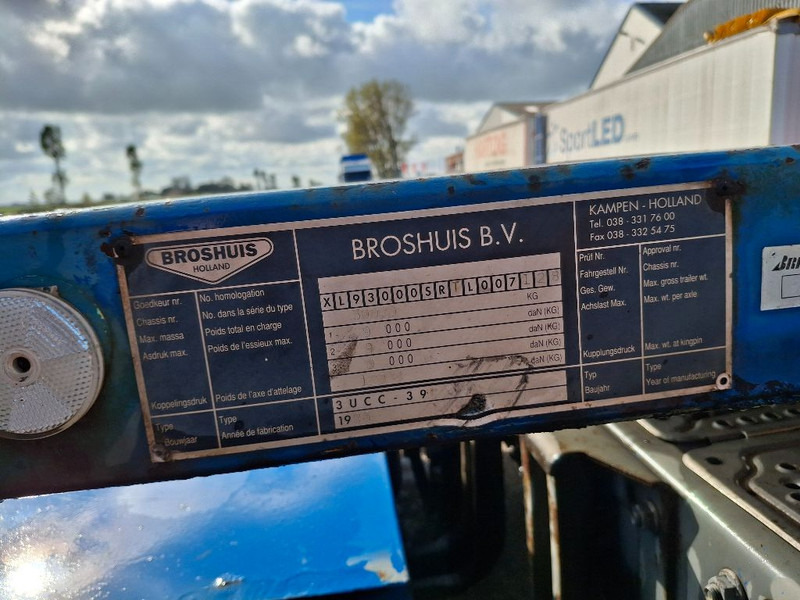 SportLED
BROSHUIS
HOLLAND
BROSHUIS B.V.
KAMPEN - HOLLAND
Tel. 038 - 331 76 00
Fax 038 - 332 54 75
Goedkeur nr.
Chassis nr.
Max. massa
Asdruk max.
Koppelingsdruk
Type
Bouwjaar
No. homologation
No. dans la série du type
Poids total en charge
Poids de l'essieux max.
Poids de l'axe d'attelage
Type
Année de fabrication
KG
1 000 daN (KG)
2 000 daN (KG)
3 000 daN (KG)
daN (KG)
3UCC-39
19
Prüf Nr.
Fahrgestell Nr.
Ges. Gew.
Achslast Max.
Kupplungsdruck
Typ
Baujahr
Approval nr.
Chassis nr.
Max. gross trailer wt.
Max. wt. per axle
Max. wt. at kingpin
Type
Year of manufacturing